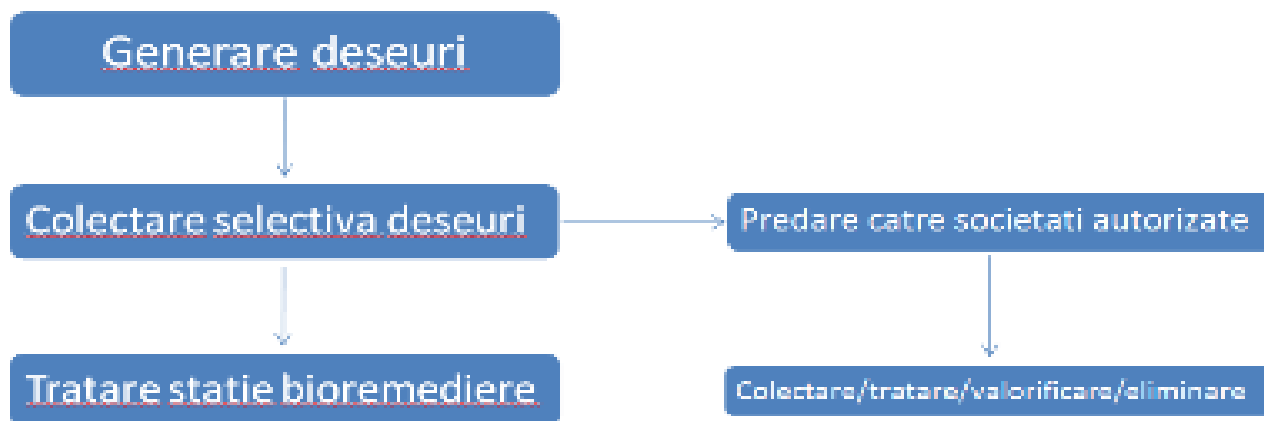 Generare deseuri
Colectare selectiva deseuri
Predare catre societati autorizate
Tratare statie bioremediere
Colectare/tratare/valorificare/eliminare